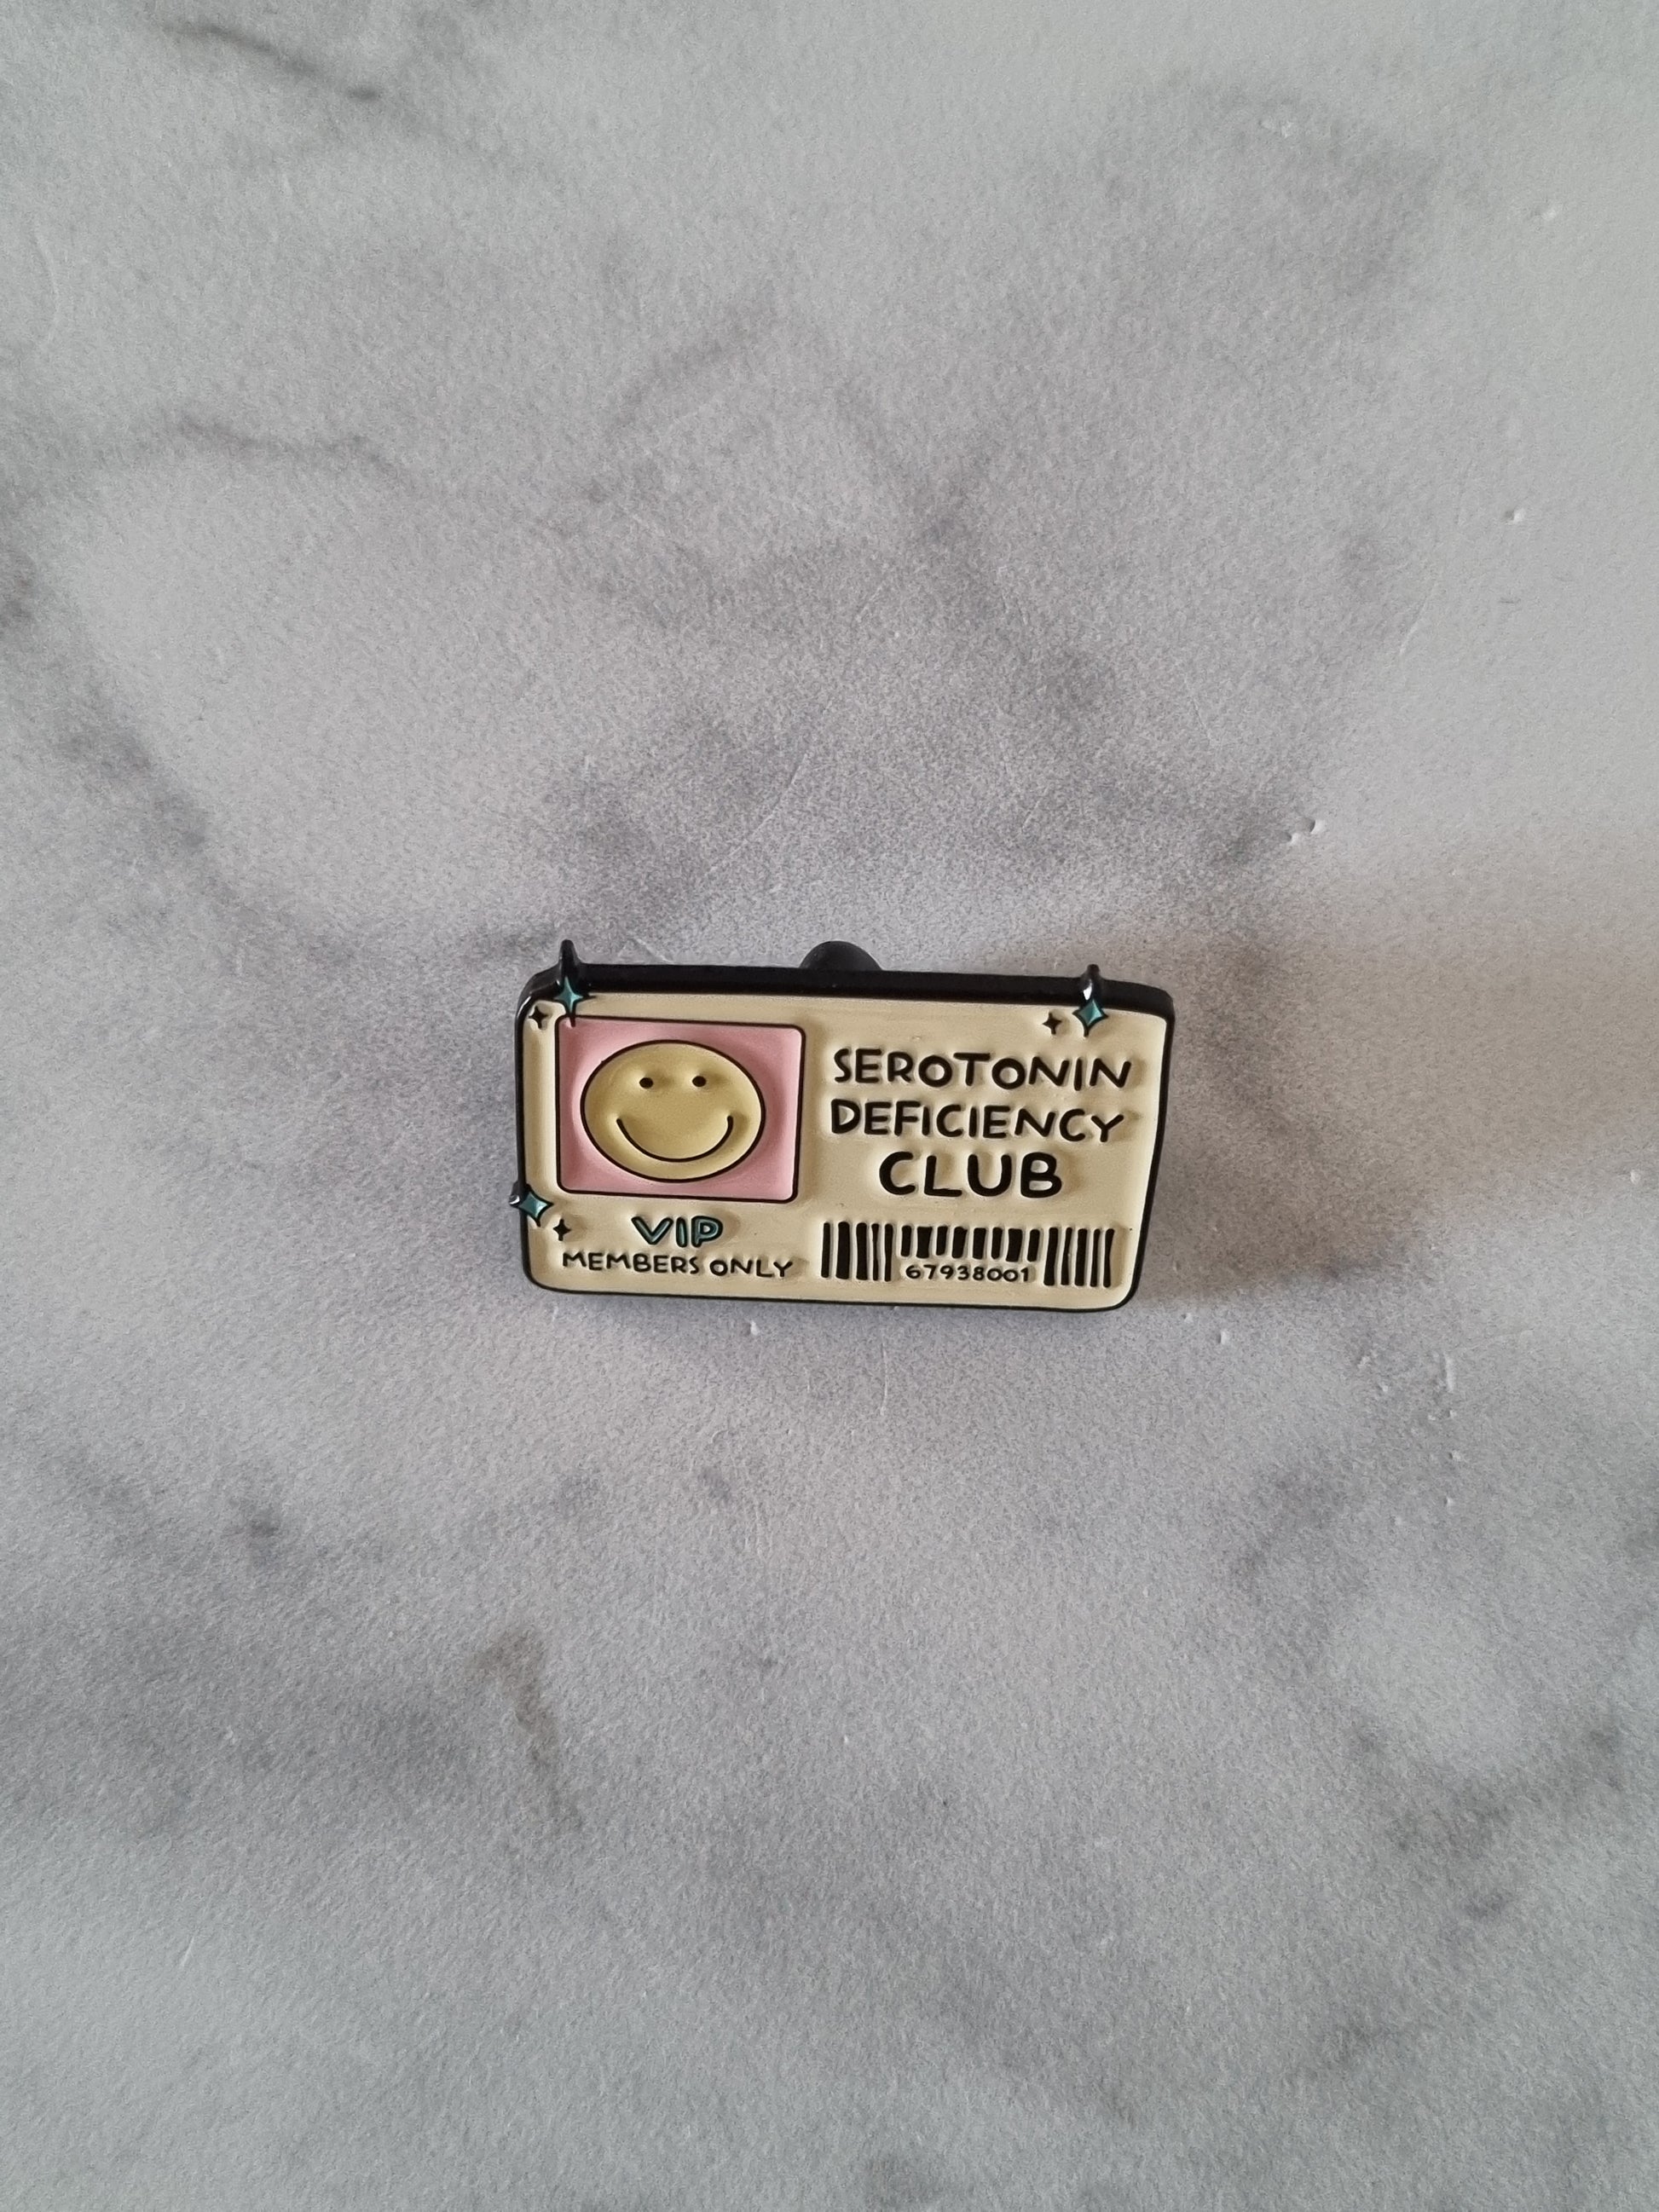 SEROTONIN
DEFICIENCY
CLUB
VIP
MEMBERS ONLY
67938001